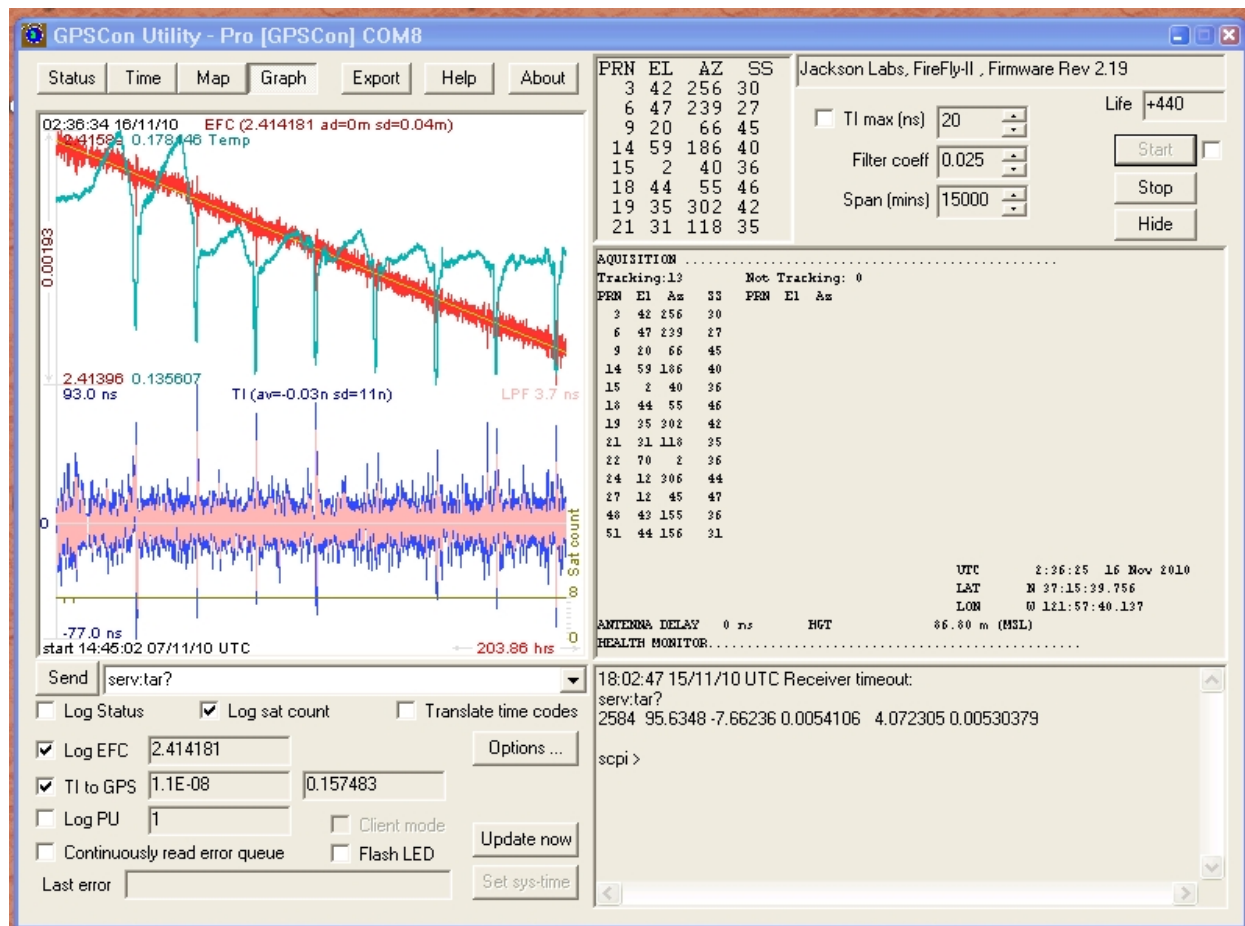 GPSCon Utility - Pro [GPSCon] COM8
Status Time Map Graph Export Help About
02:36:34 16/11/10 EFC (2.414181 ad=0m sd=0.04m)
2.41589 0.178446 Temp
0.00193
2.41396 0.135607
93.0 ns TI (av=-0.03n sd=11n) LPF 3.7 ns
0
Sat count
8
-77.0 ns
0
start 14:45:02 07/11/10 UTC 203.86 hrs
Send serv:tar?
Log Status Log sat count Translate time codes
Log EFC 2.414181 Options ...
TI to GPS 1.1E-08 0.157483
Log PU 1 Client mode
Update now
Continuously read error queue Flash LED
Last error Set sys-time
PRN EL AZ SS
3 42 256 30
6 47 239 27
9 20 66 45
14 59 186 40
15 2 40 36
18 44 55 46
19 35 302 42
21 31 118 35
Jackson Labs, FireFly-II , Firmware Rev 2.19
Life +440
TI max (ns) 20
Filter coeff 0.025
Span (mins) 15000
Start
Stop
Hide
AQUISITION ......................................................
Tracking:13 Not Tracking: 0
PRN El Az SS PRN El Az
3 42 256 30
6 47 239 27
9 20 66 45
14 59 186 40
15 2 40 36
18 44 55 46
19 35 302 42
21 31 118 35
22 70 2 36
24 12 306 44
27 12 45 47
48 43 155 36
51 44 156 31
UTC 2:36:25 16 Nov 2010
LAT N 37:15:39.756
LON W 121:57:40.137
ANTENNA DELAY 0 ns HGT 86.80 m (MSL)
HEALTH MONITOR......................................................
18:02:47 15/11/10 UTC Receiver timeout:
serv:tar?
2584 95.6348 -7.66236 0.0054106 4.072305 0.00530379
scpi >